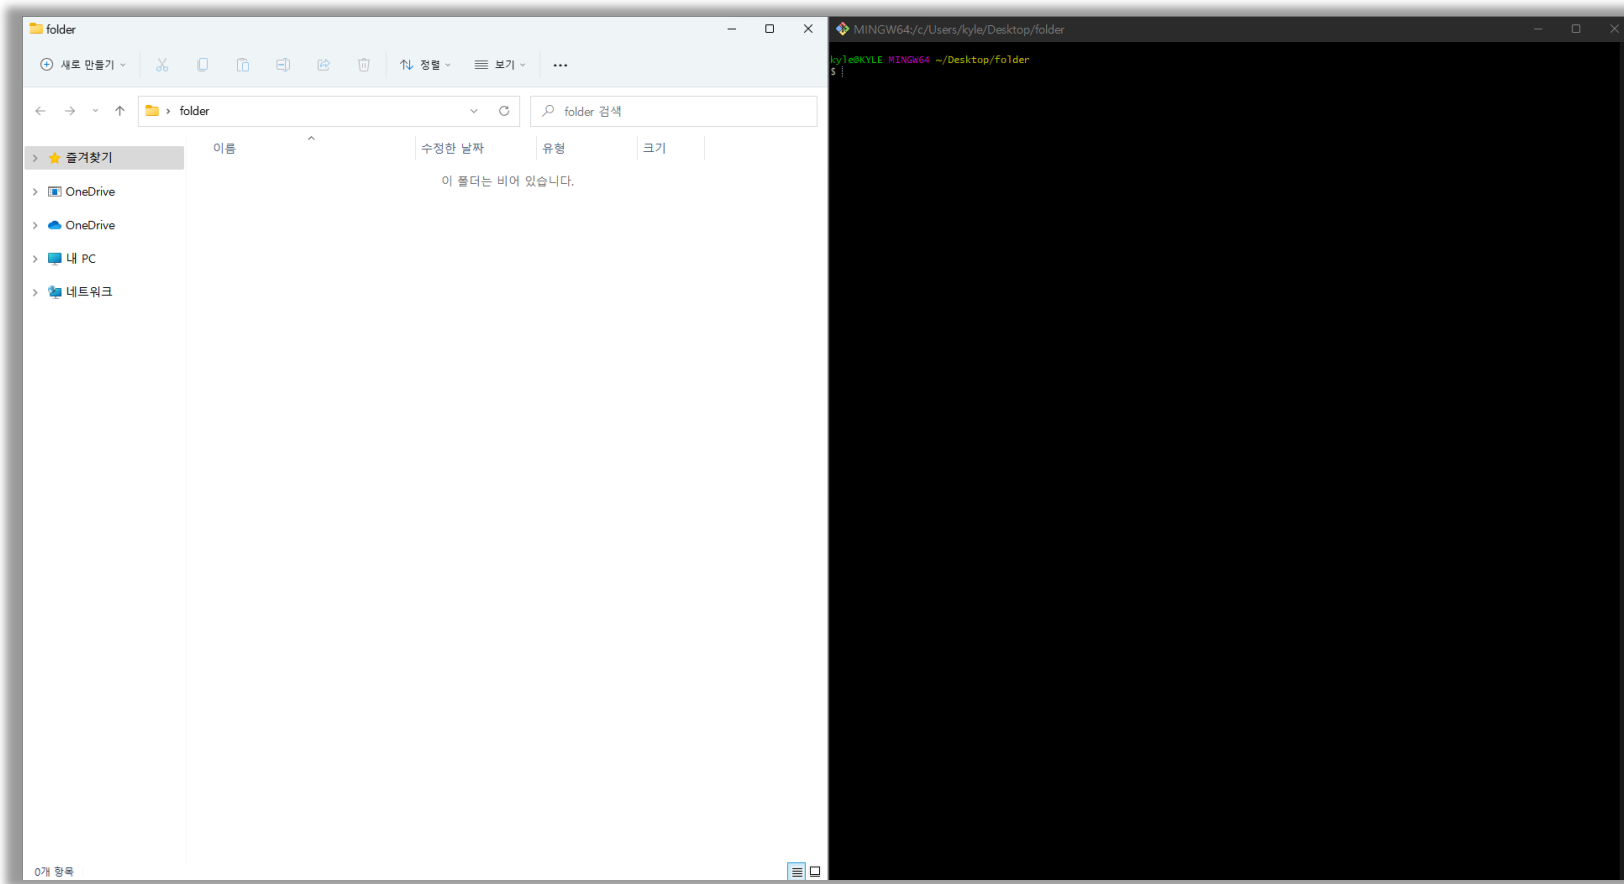 folder
새로 만들기
정렬
보기
folder
folder 검색
이름
수정한 날짜
유형
크기
이 폴더는 비어 있습니다.
즐겨찾기
OneDrive
OneDrive
내 PC
네트워크
0개 항목
MINGW64:/c/Users/kyle/Desktop/folder
kyle@KYLE MINGW64 ~/Desktop/folder
$